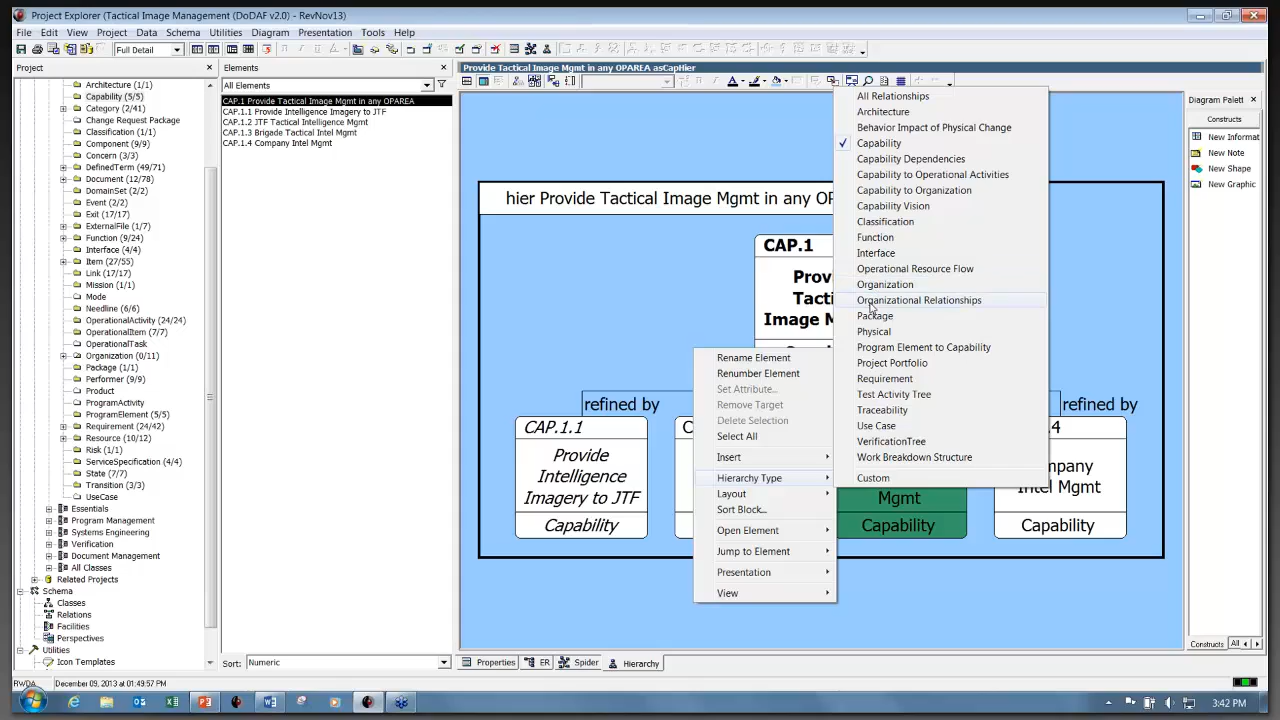 Project Explorer (Tactical Image Management (DoDAF v2.0) - RevNov13)
File Edit View Project Database Schema Utilities Diagram Presentation Tools Help
Full Detail
Project
Architecture (1/1)
Capability (5/5)
Category (2/41)
Change Request Package
Classification (1/1)
Component (9/9)
Concern (3/3)
DefinedTerm (49/71)
Document (12/78)
DomainSet (2/2)
Event (2/2)
Exit (17/17)
ExternalFile (1/7)
Function (9/24)
Interface (4/4)
Item (27/55)
Link (17/17)
Mission (1/1)
Mode
Needline (6/6)
OperationalActivity (24/24)
OperationalItem (7/7)
OperationalTask
Organization (0/11)
Package (1/1)
Performer (9/9)
Product
ProgramActivity
ProgramElement (5/5)
Requirement (24/42)
Resource (10/12)
Risk (1/1)
ServiceSpecification (4/4)
State (7/7)
Transition (3/3)
UseCase
Essentials
Program Management
Systems Engineering
Verification
Document Management
All Classes
Related Projects
Schema
Classes
Relations
Facilities
Perspectives
Utilities
Icon Templates
Elements
All Elements
CAP.1 Provide Tactical Image Mgmt in any OPAREA
CAP.1.1 Provide Intelligence Imagery to JTF
CAP.1.2 JTF Tactical Intelligence Mgmt
CAP.1.3 Brigade Tactical Intel Mgmt
CAP.1.4 Company Intel Mgmt
Sort: Numeric
Provide Tactical Image Mgmt in any OPAREA asCapHier
hier Provide Tactical Image Mgmt in any OP
CAP.1
Provi
Tacti
Image M
refined by
refined by
CAP.1.1
Provide
Intelligence
Imagery to JTF
Capability
C
Mgmt
Capability
.4
ompany
Intel Mgmt
Capability
Rename Element
Renumber Element
Set Attribute...
Remove Target
Delete Selection
Select All
Insert
Hierarchy Type
Layout
Sort Block...
Open Element
Jump to Element
Presentation
View
All Relationships
Architecture
Behavior Impact of Physical Change
Capability
Capability Dependencies
Capability to Operational Activities
Capability to Organization
Capability Vision
Classification
Function
Interface
Operational Resource Flow
Organization
Organizational Relationships
Package
Physical
Program Element to Capability
Project Portfolio
Requirement
Test Activity Tree
Traceability
Use Case
VerificationTree
Work Breakdown Structure
Custom
Properties ER Spider Hierarchy
Diagram Palett
Constructs
New Informat
New Note
New Shape
New Graphic
Constructs All
RWDA December 09, 2013 at 01:49:57 PM
3:42 PM